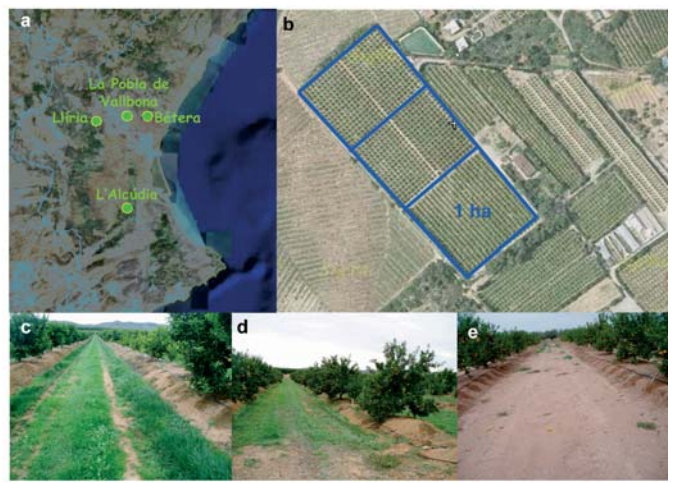 a
La Pobla de
Vallbona
Llíria
Bétera
L'Alcúdia
b
1 ha
c
d
e